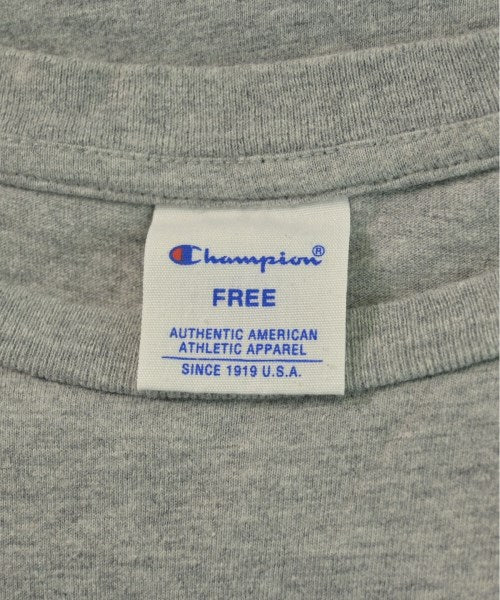 Champion®
FREE
AUTHENTIC AMERICAN
ATHLETIC APPAREL
SINCE 1919 U.S.A.